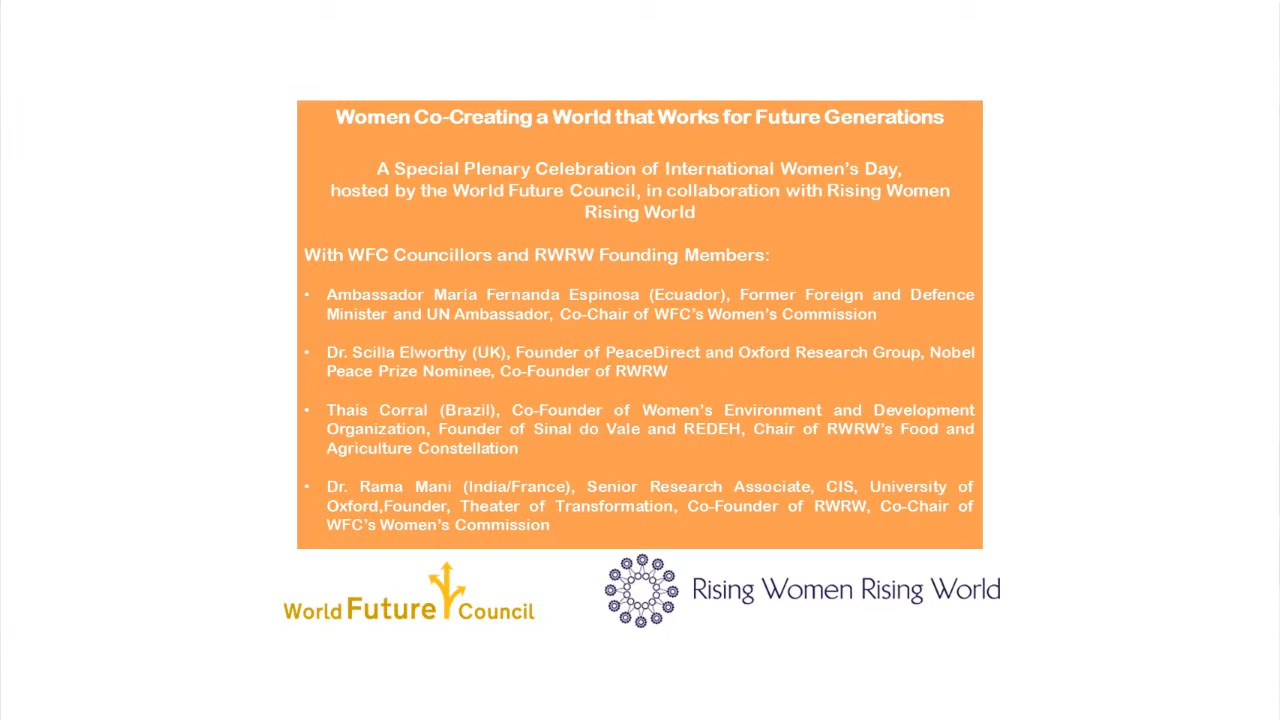 Women Co-Creating a World that Works for Future Generations
A Special Plenary Celebration of International Women's Day,
hosted by the World Future Council, in collaboration with Rising Women
Rising World
With WFC Councillors and RWRW Founding Members:
• Ambassador María Fernanda Espinosa (Ecuador), Former Foreign and Defence
Minister and UN Ambassador, Co-Chair of WFC's Women's Commission
• Dr. Scilla Elworthy (UK), Founder of PeaceDirect and Oxford Research Group, Nobel
Peace Prize Nominee, Co-Founder of RWRW
• Thais Corral (Brazil), Co-Founder of Women's Environment and Development
Organization, Founder of Sinal do Vale and REDEH, Chair of RWRW's Food and
Agriculture Constellation
• Dr. Rama Mani (India/France), Senior Research Associate, CIS, University of
Oxford,Founder, Theater of Transformation, Co-Founder of RWRW, Co-Chair of
WFC's Women's Commission
World Future Council
Rising Women Rising World